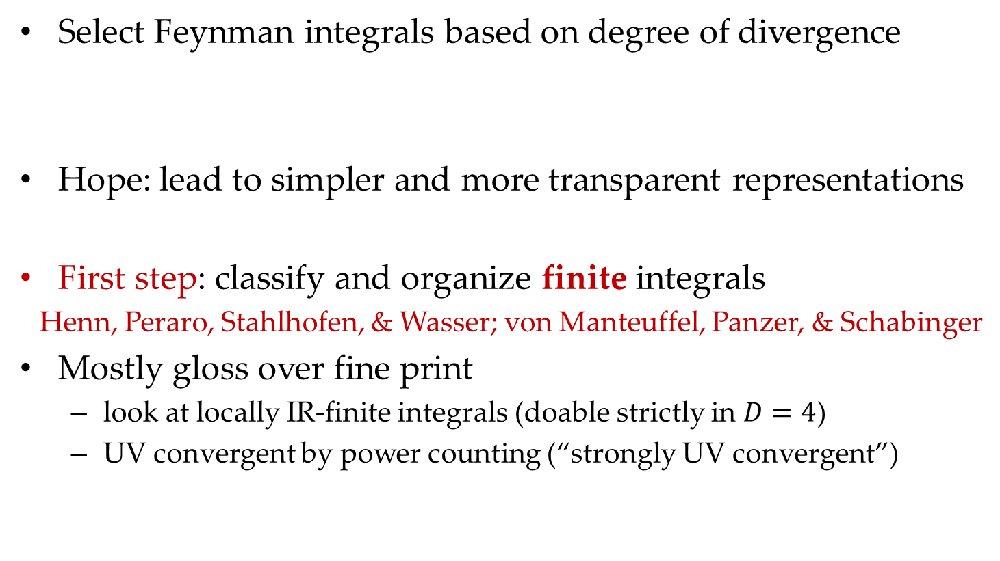 • Select Feynman integrals based on degree of divergence
• Hope: lead to simpler and more transparent representations
• First step: classify and organize finite integrals
Henn, Peraro, Stahlhofen, & Wasser; von Manteuffel, Panzer, & Schabinger
• Mostly gloss over fine print
– look at locally IR-finite integrals (doable strictly in D = 4)
– UV convergent by power counting (“strongly UV convergent”)